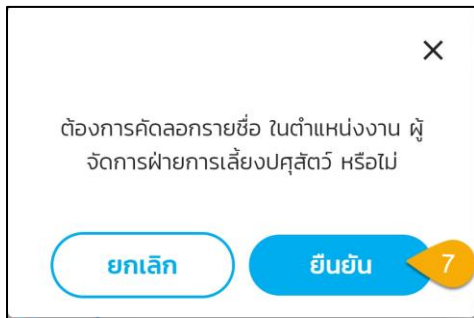 ต้องการคัดลอกรายชื่อ ในตำแหน่งงาน ผู้
จัดการฝ่ายการเลี้ยงปศุสัตว์ หรือไม่
ยกเลิก ยืนยัน 7